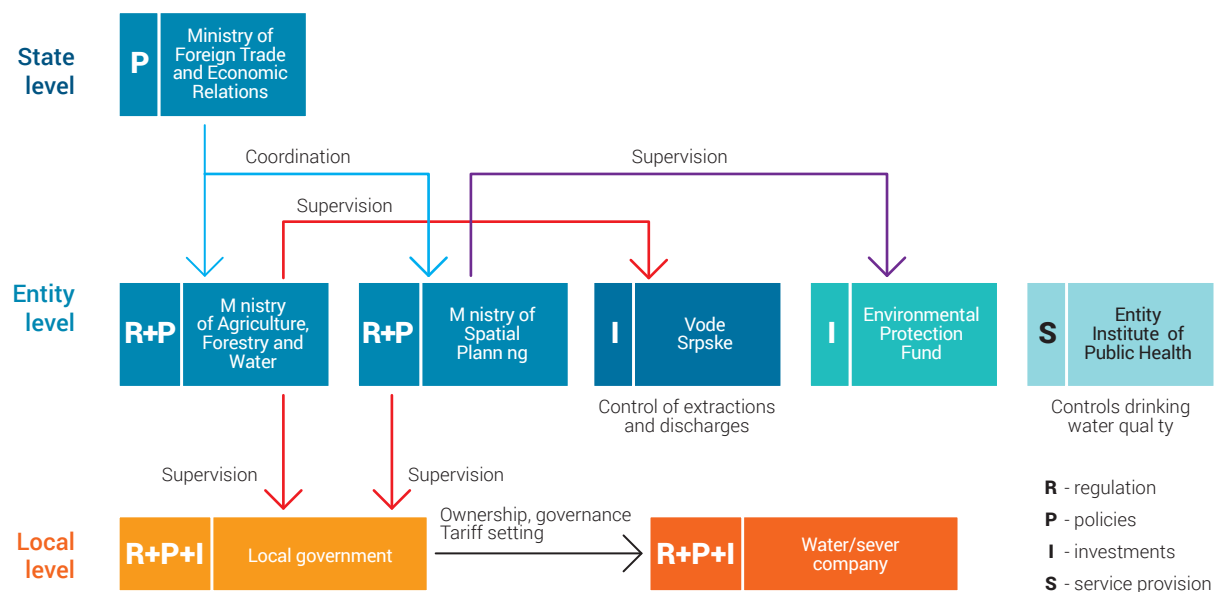 State
level
P
Ministry of
Foreign Trade
and Economic
Relations
Coordination
Supervision
Supervision
Entity
level
R+P
M nistry
of Agriculture,
Forestry and
Water
R+P
M nistry of
Spatial
Plann ng
I
Vode
Srpske
I
Environmental
Protection
Fund
S
Entity
Institute of
Public Health
Control of extractions
and discharges
Controls drinking
water qual ty
Supervision
Supervision
Local
level
R+P+I
Local government
Ownership, governance
Tariff setting
R+P+I
Water/sever
company
R - regulation
P - policies
I - investments
S - service provision